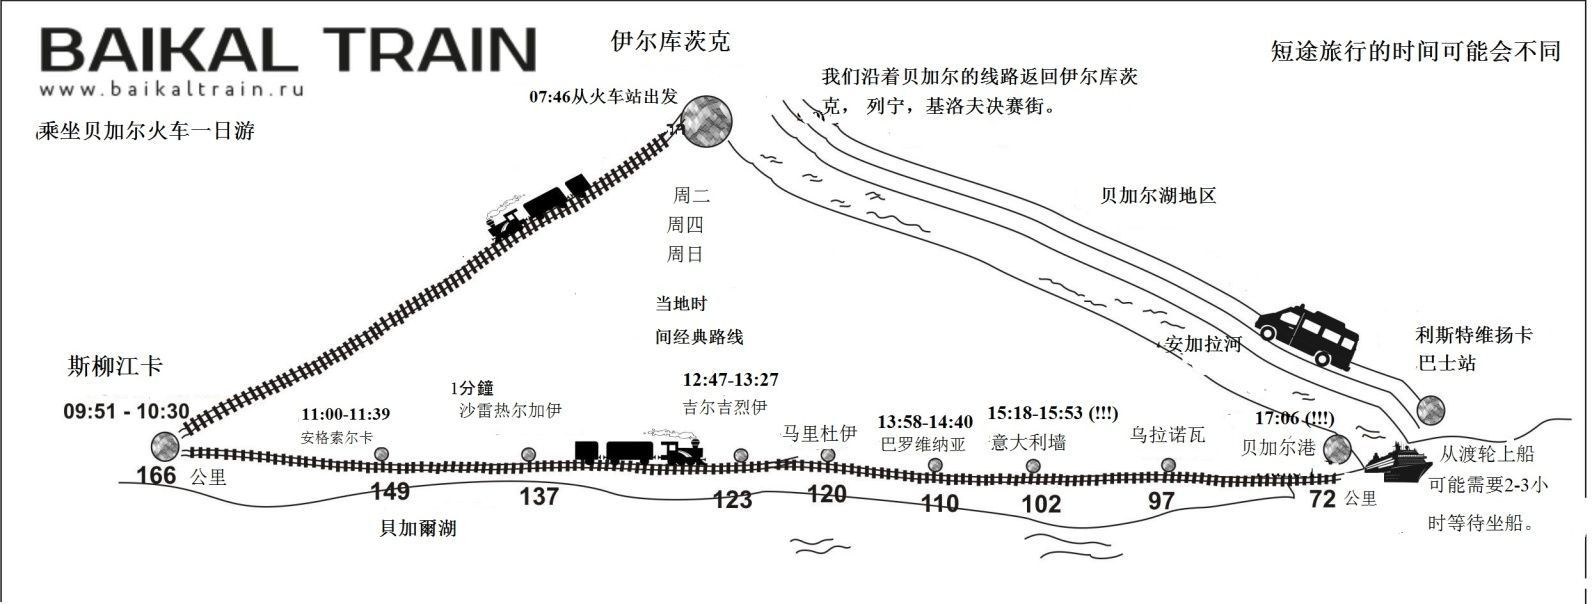 BAIKAL TRAIN
www.baikaltrain.ru
乘坐贝加尔火车一日游
伊尔库茨克
07:46从火车站出发
短途旅行的时间可能会不同
我们沿着贝加尔的线路返回伊尔库茨
克， 列宁，基洛夫决赛街。
周二
周四
周日
贝加尔湖地区
当地时
间经典路线
安加拉河
利斯特维扬卡
巴士站
斯柳江卡
09:51 - 10:30
11:00-11:39
安格索尔卡
1分鐘
沙雷热尔加伊
12:47-13:27
吉尔吉烈伊
马里杜伊
13:58-14:40
巴罗维纳亚
15:18-15:53 (!!!)
意大利墙
乌拉诺瓦
17:06 (!!!)
贝加尔港
从渡轮上船
可能需要2-3小
时等待坐船。
166 公里
149
137
123
120
110
102
97
72 公里
貝加爾湖